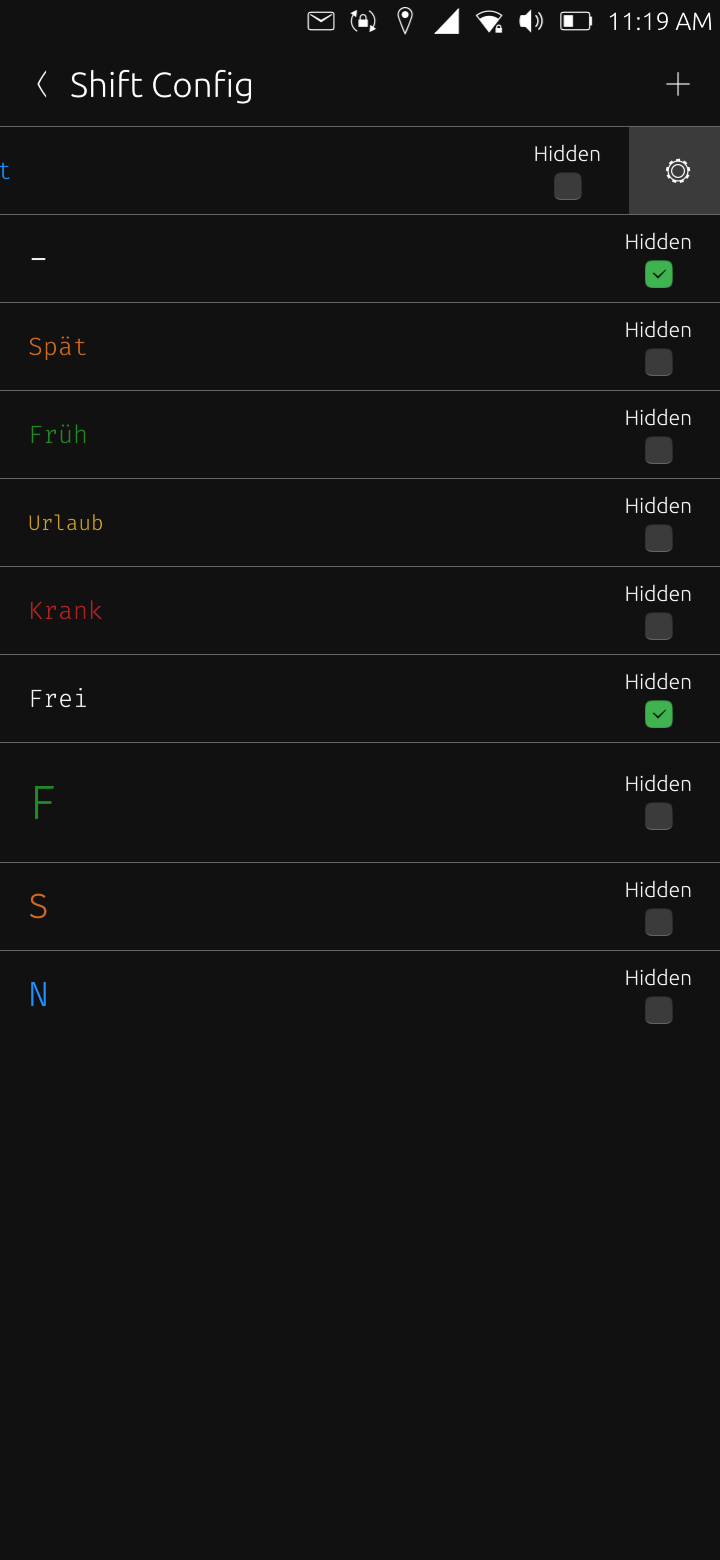 11:19 AM
Shift Config
t Hidden
– Hidden
Spät Hidden
Früh Hidden
Urlaub Hidden
Krank Hidden
Frei Hidden
F Hidden
S Hidden
N Hidden